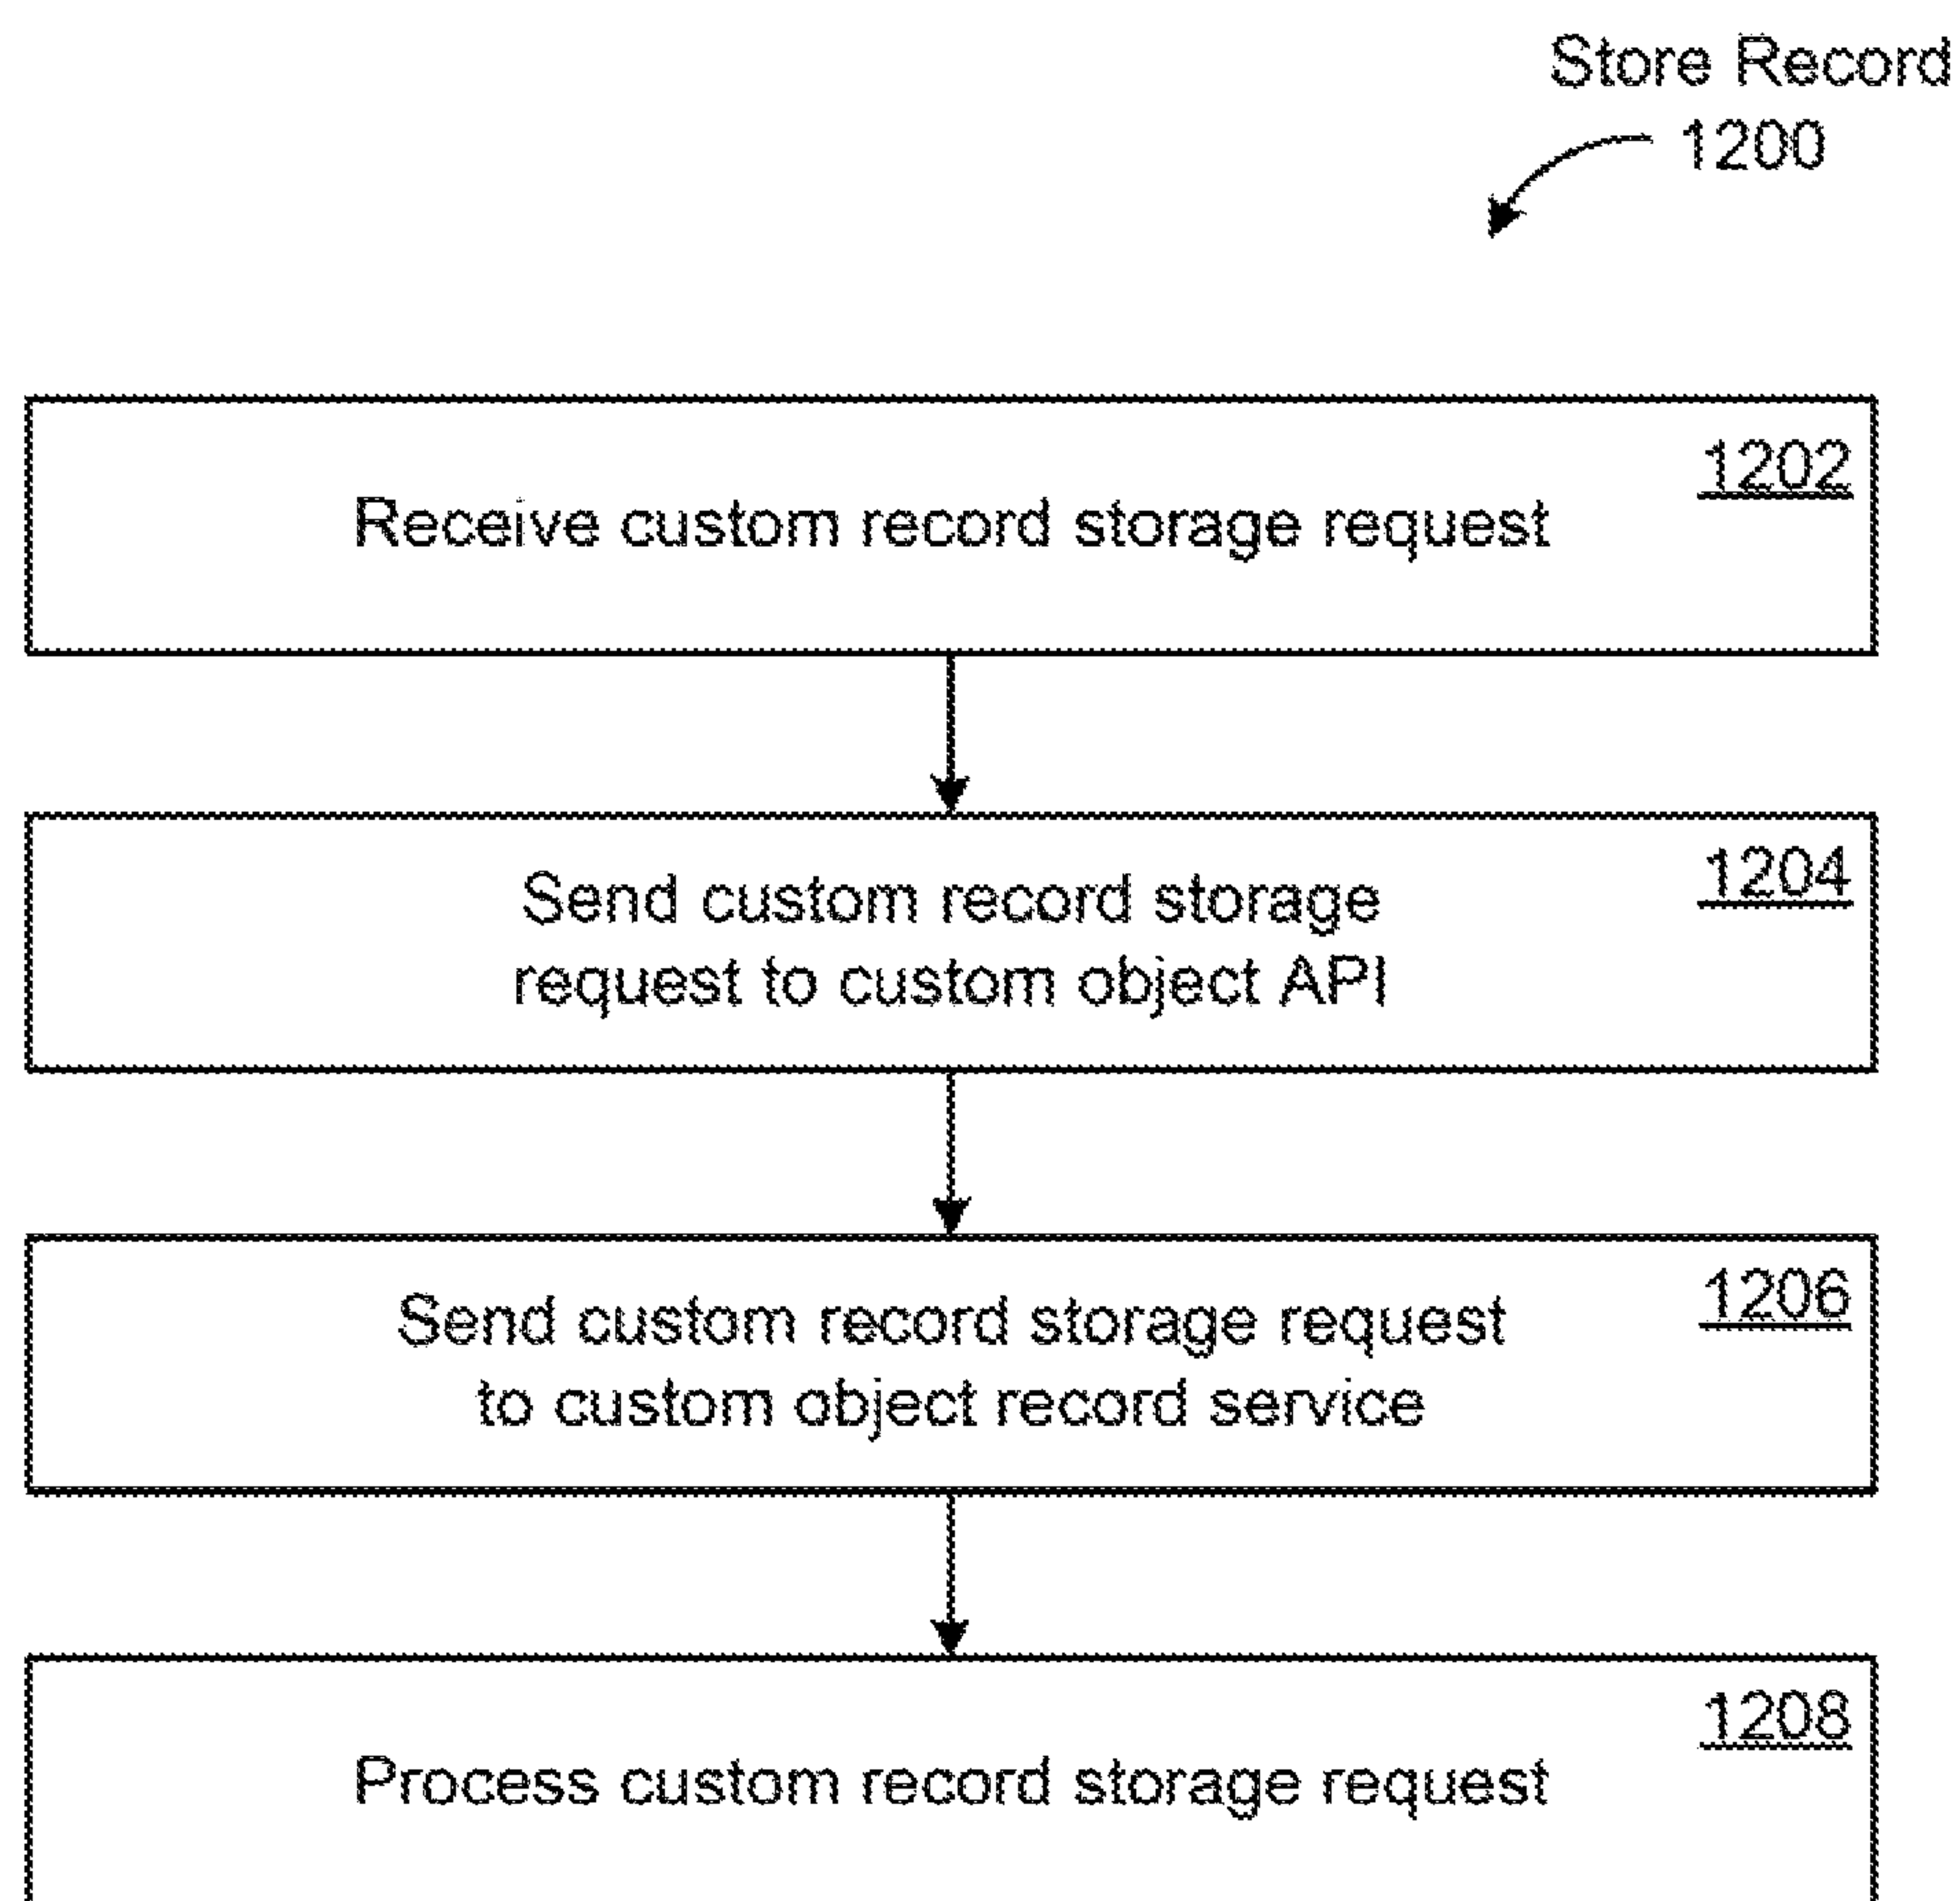 Store Record
1200
1202
Receive custom record storage request
1204
Send custom record storage
request to custom object API
1206
Send custom record storage request
to custom object record service
1208
Process custom record storage request